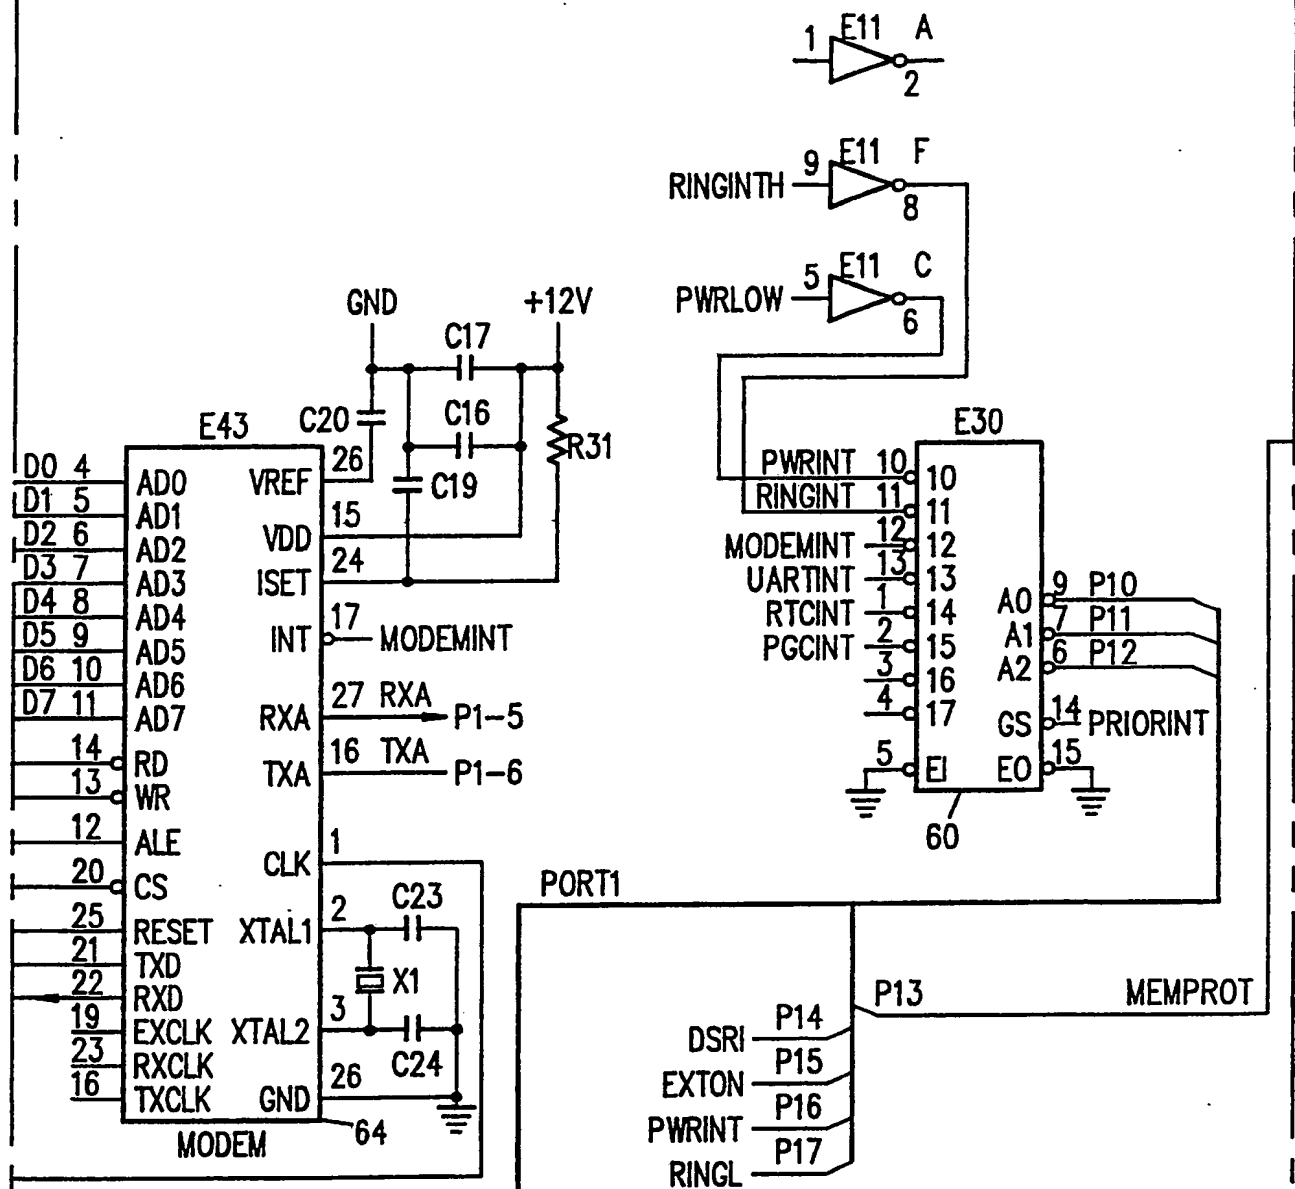 1 E11 A
2
RINGINTH 9 E11 F
8
PWRLOW 5 E11 C
6
GND +12V
C17
C20 C16 R31
C19
E43
D0 4 AD0 VREF 26
D1 5 AD1
D2 6 AD2 VDD 15
D3 7 AD3 ISET 24
D4 8 AD4
D5 9 AD5 INT 17 MODEMINT
D6 10 AD6
D7 11 AD7 RXA 27 RXA P1-5
14 RD TXA 16 TXA P1-6
13 WR
12 ALE CLK 1
20 CS
25 RESET XTAL1 2 C23
21 TXD
22 RXD X1
19 EXCLK XTAL2 3 C24
23 RXCLK
16 TXCLK GND 26
MODEM 64
E30
PWRINT 10 10
RINGINT 11 11
MODEMINT 12 12
UARTINT 13 13
RTCINT 1 14 A0 9 P10
PGCINT 2 15 A1 7 P11
3 16 A2 6 P12
4 17 GS 14 PRIORINT
5 EI EO 15
60
PORT1
P13 MEMPROT
DSRI P14
EXTON P15
PWRINT P16
RINGL P17